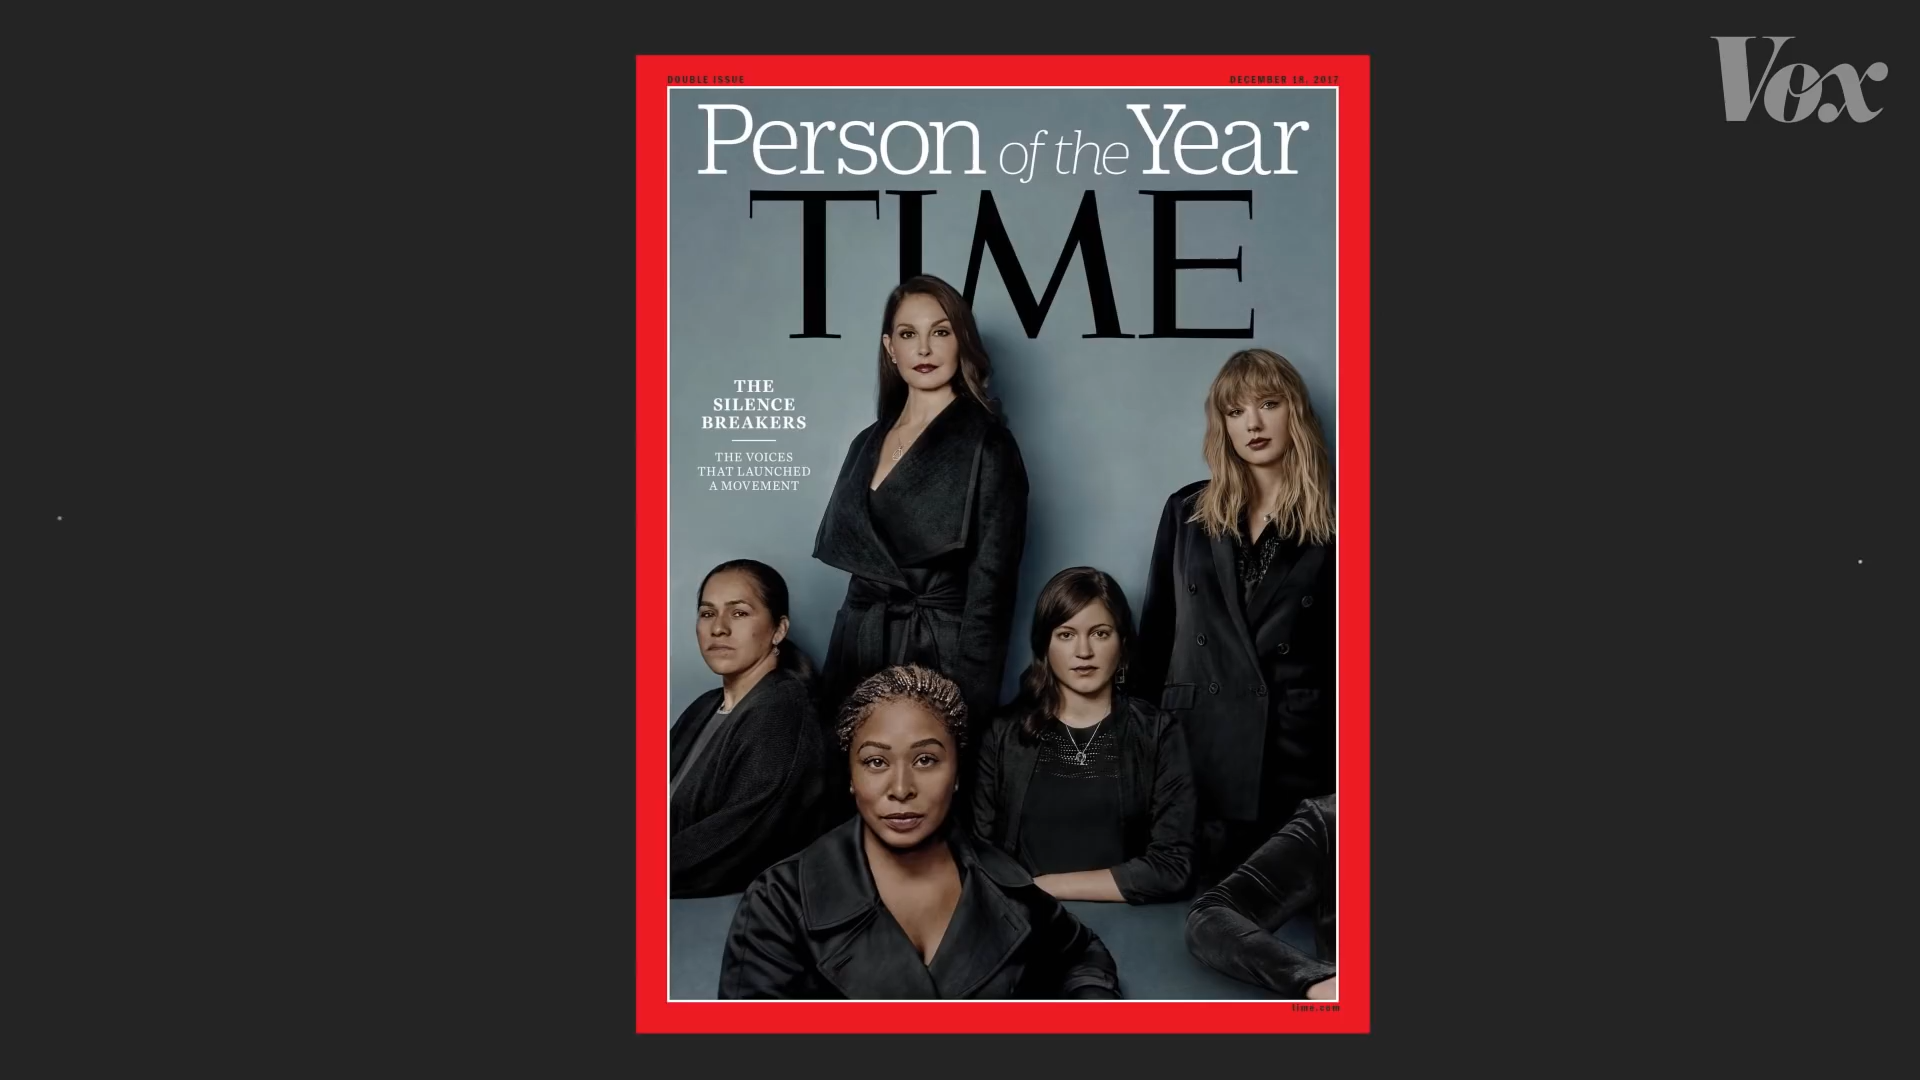 Vox
DOUBLE ISSUE
DECEMBER 18, 2017
Person of the Year
TIME
THE
SILENCE
BREAKERS
THE VOICES
THAT LAUNCHED
A MOVEMENT
time.com